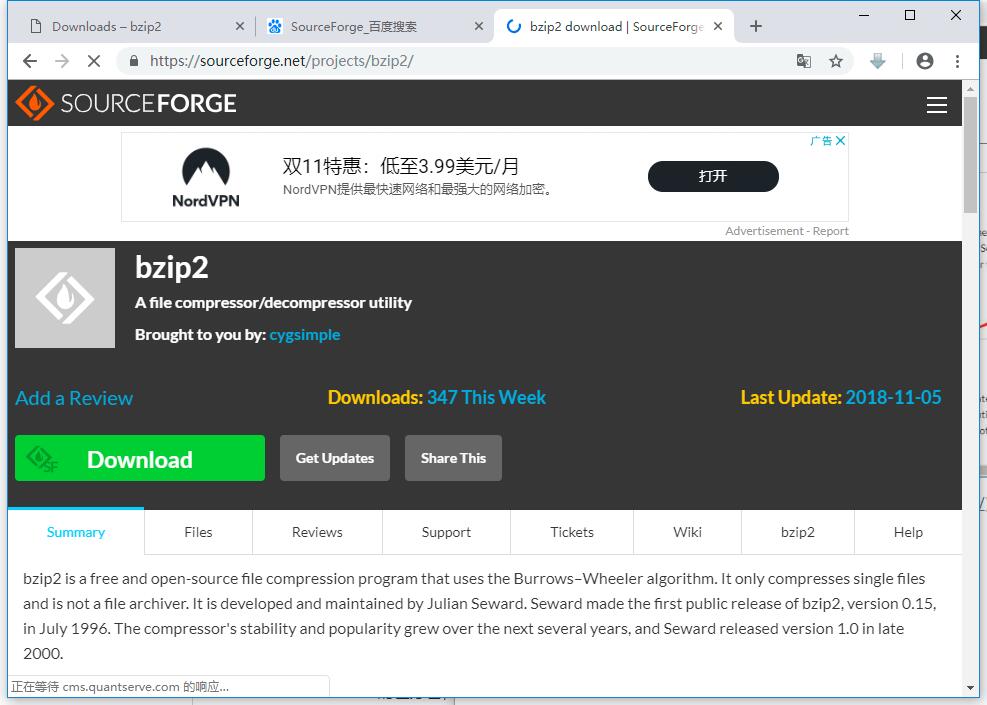 Downloads – bzip2
SourceForge_百度搜索
bzip2 download | SourceForge
https://sourceforge.net/projects/bzip2/
SOURCEFORGE
广告
NordVPN
双11特惠：低至3.99美元/月
NordVPN提供最快速网络和最强大的网络加密。
打开
Advertisement - Report
bzip2
A file compressor/decompressor utility
Brought to you by: cygsimple
Add a Review
Downloads: 347 This Week
Last Update: 2018-11-05
SF
Download
Get Updates
Share This
Summary
Files
Reviews
Support
Tickets
Wiki
bzip2
Help
bzip2 is a free and open-source file compression program that uses the Burrows–Wheeler algorithm. It only compresses single files
and is not a file archiver. It is developed and maintained by Julian Seward. Seward made the first public release of bzip2, version 0.15,
in July 1996. The compressor's stability and popularity grew over the next several years, and Seward released version 1.0 in late
2000.
正在等待 cms.quantserve.com 的响应...